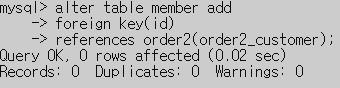 mysql> alter table member add
    -> foreign key(id)
    -> references order2(order2_customer);
Query OK, 0 rows affected (0.02 sec)
Records: 0  Duplicates: 0  Warnings: 0